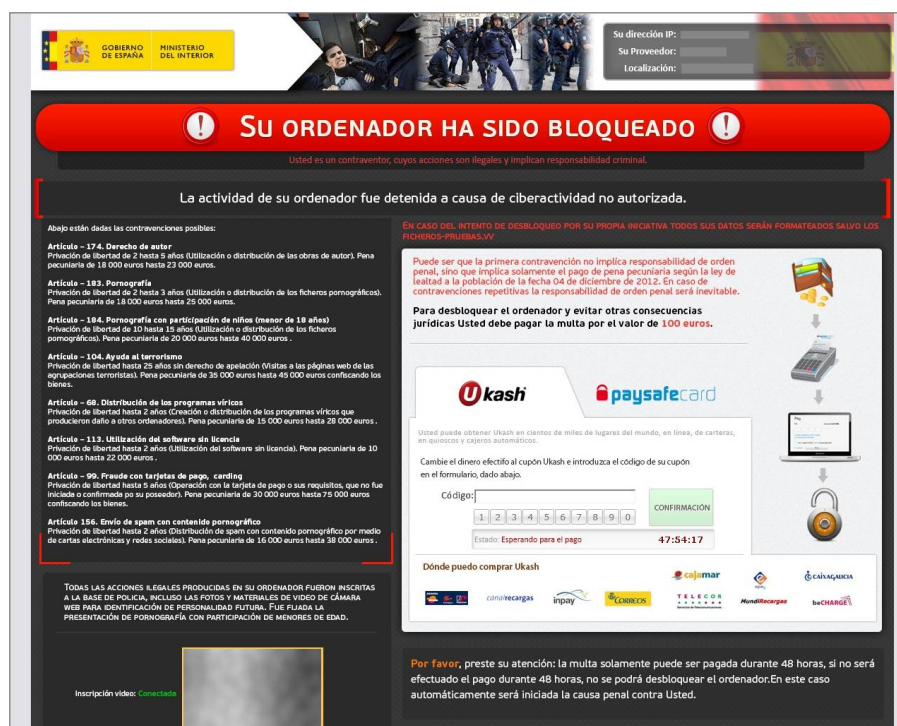 GOBIERNO DE ESPAÑA
MINISTERIO DEL INTERIOR
Su dirección IP:
Su Proveedor:
Localización:
SU ORDENADOR HA SIDO BLOQUEADO
Usted es un contraventor, cuyos acciones son ilegales y implican responsabilidad criminal.
La actividad de su ordenador fue detenida a causa de ciberactividad no autorizada.
Abajo están dadas las contravenciones posibles:
Artículo – 174. Derecho de autor
Privación de libertad de 2 hasta 5 años (Utilización o distribución de las obras de autor). Pena
pecuniaria de 18 000 euros hasta 23 000 euros.
Artículo – 183. Pornografía
Privación de libertad de 2 hasta 3 años (Utilización o distribución de los ficheros pornográficos).
Pena pecuniaria de 18 000 euros hasta 25 000 euros.
Artículo – 184. Pornografía con participación de niños (menor de 18 años)
Privación de libertad de 10 hasta 15 años (Utilización o distribución de los ficheros
pornográficos). Pena pecuniaria de 20 000 euros hasta 40 000 euros .
Artículo – 104. Ayuda al terrorismo
Privación de libertad hasta 25 años sin derecho de apelación (Visitas a las páginas web de las
agrupaciones terroristas). Pena pecuniaria de 35 000 euros hasta 45 000 euros confiscando los
bienes.
Artículo – 68. Distribución de los programas víricos
Privación de libertad hasta 2 años (Creación o distribución de los programas víricos que
produjeron daño a otros ordenadores). Pena pecuniaria de 15 000 euros hasta 28 000 euros .
Artículo – 113. Utilización del software sin licencia
Privación de libertad hasta 2 años (Utilización del software sin licencia). Pena pecuniaria de 10
000 euros hasta 22 000 euros .
Artículo – 99. Fraude con tarjetas de pago, carding
Privación de libertad hasta 5 años (Operación con la tarjeta de pago o sus requisitos, que no fue
iniciada o confirmada po su poseedor). Pena pecuniaria de 30 000 euros hasta 75 000 euros
confiscando los bienes.
Artículo 156. Envío de spam con contenido pornográfico
Privación de libertad hasta 2 años (Distribución de spam con contenido pornográfico por medio
de cartas electrónicas y redes sociales). Pena pecuniaria de 16 000 euros hasta 38 000 euros .
TODAS LAS ACCIONES ILEGALES PRODUCIDAS EN SU ORDENADOR FUERON INSCRITAS
A LA BASE DE POLICIA, INCLUSO LAS FOTOS Y MATERIALES DE VIDEO DE CÁMARA
WEB PARA IDENTIFICACIÓN DE PERSONALIDAD FUTURA. FUE FIJADA LA
PRESENTACIÓN DE PORNOGRAFÍA CON PARTICIPACIÓN DE MENORES DE EDAD.
Inscripción video: Conectada
EN CASO DEL INTENTO DE DESBLOQUEO POR SU PROPIA INICIATIVA TODOS SUS DATOS SERÁN FORMATEADOS SALVO LOS
FICHEROS-PRUEBAS.VV
Puede ser que la primera contravención no implica responsabilidad de orden
penal, sino que implica solamente el pago de pena pecuniaria según la ley de
lealtad a la población de la fecha 04 de diciembre de 2012. En caso de
contravenciones repetitivas la responsabilidad de orden penal será inevitable.
Para desbloquear el ordenador y evitar otras consecuencias
jurídicas Usted debe pagar la multa por el valor de 100 euros.
Ukash
paysafecard
Usted puede obtener Ukash en cientos de miles de lugares del mundo, en línea, de carteras,
en quioscos y cajeros automáticos.
Cambie el dinero efectifo al cupón Ukash e introduzca el código de su cupón
en el formulario, dado abajo.
Código:
1 2 3 4 5 6 7 8 9 0
CONFIRMACIÓN
Estado: Esperando para el pago 47:54:17
Dónde puedo comprar Ukash
cajamar
CAIXAGALICIA
canalrecargas
inpay
CORREOS
TELECOR
MundiRecargas
beCHARGE
Por favor, preste su atención: la multa solamente puede ser pagada durante 48 horas, si no será
efectuado el pago durante 48 horas, no se podrá desbloquear el ordenador.En este caso
automáticamente será iniciada la causa penal contra Usted.